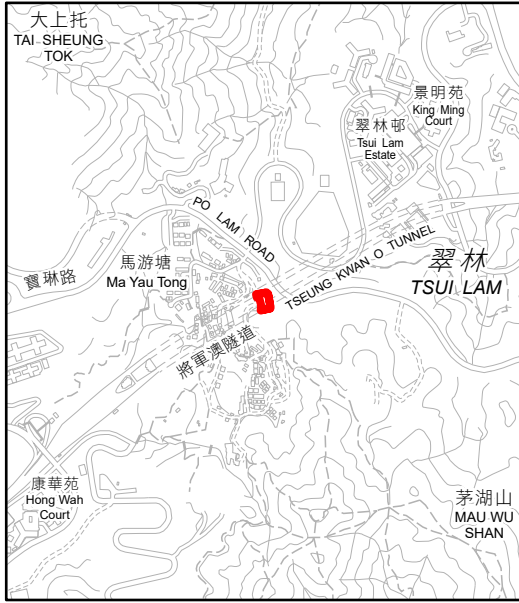 大上托
TAI SHEUNG
TOK
景明苑
King Ming
Court
翠林邨
Tsui Lam
Estate
PO LAM ROAD
TSEUNG KWAN O TUNNEL
翠林
TSUI LAM
馬游塘
Ma Yau Tong
寶琳路
將軍澳隧道
康華苑
Hong Wah
Court
茅湖山
MAU WU
SHAN